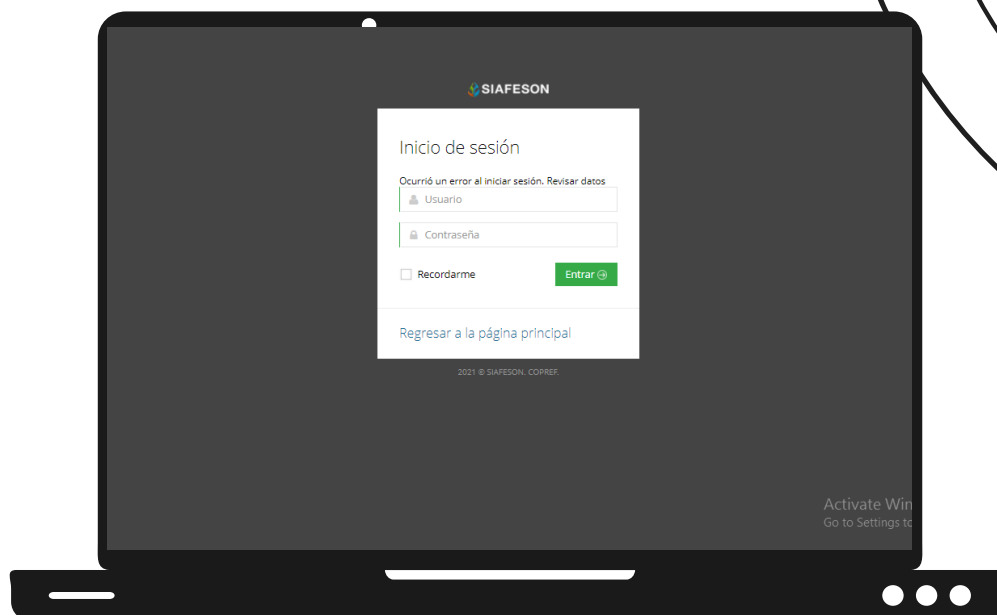 SIAFESON
Inicio de sesión
Ocurrió un error al iniciar sesión. Revisar datos
Usuario
Contraseña
Recordarme
Entrar
Regresar a la página principal
2021 © SIAFESON. COPREF.
Activate Win
Go to Settings to